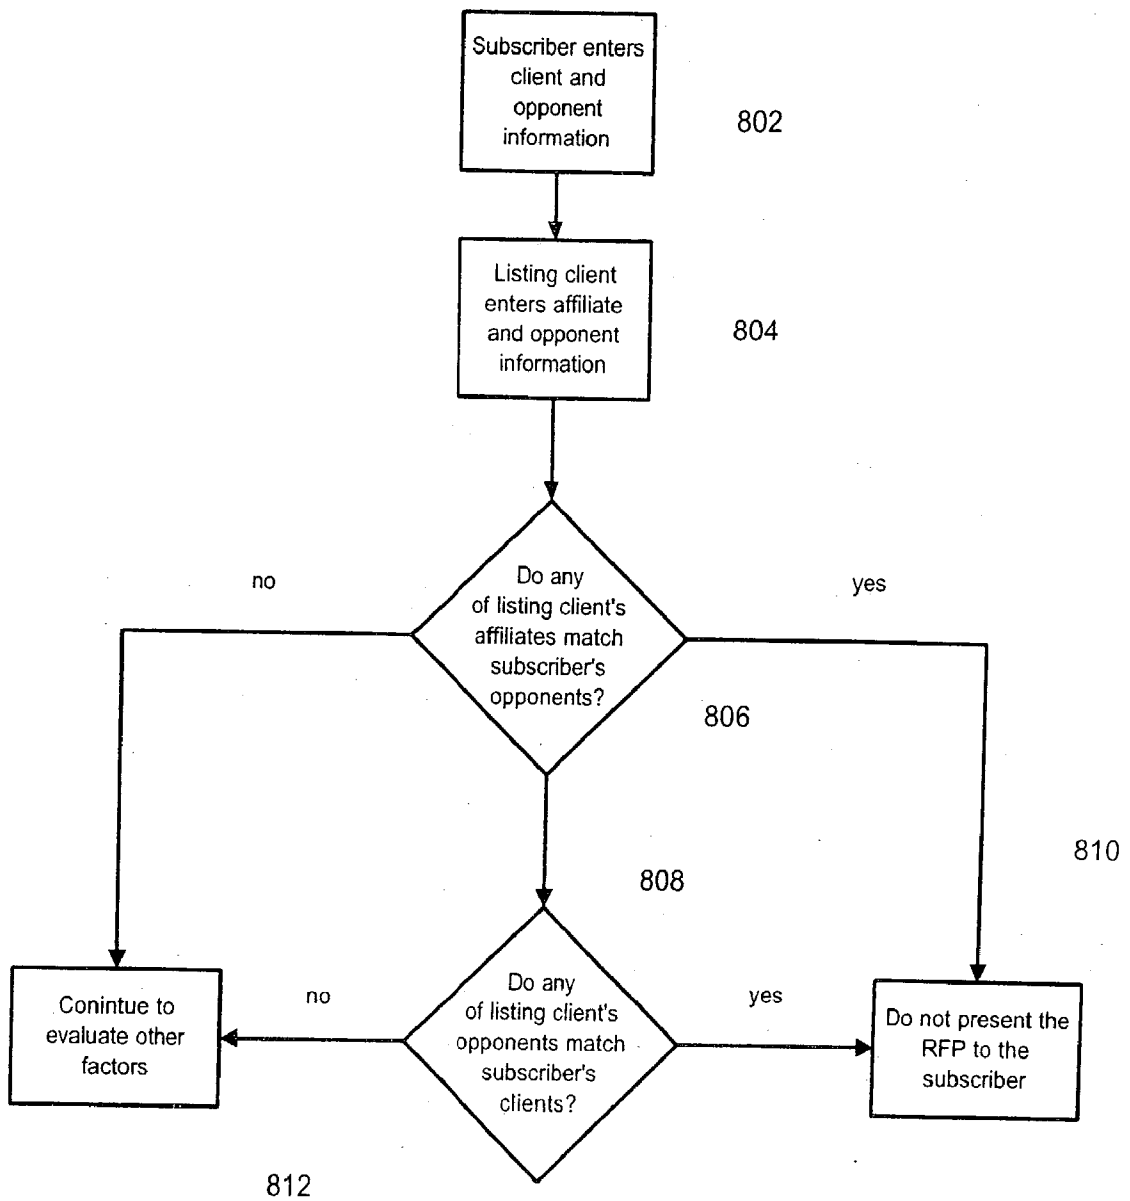 Subscriber enters
client and
opponent
information
802
Listing client
enters affiliate
and opponent
information
804
no
yes
Do any
of listing client's
affiliates match
subscriber's
opponents?
806
810
808
Do any
of listing client's
opponents match
subscriber's
clients?
no
yes
Conintue to
evaluate other
factors
Do not present the
RFP to the
subscriber
812